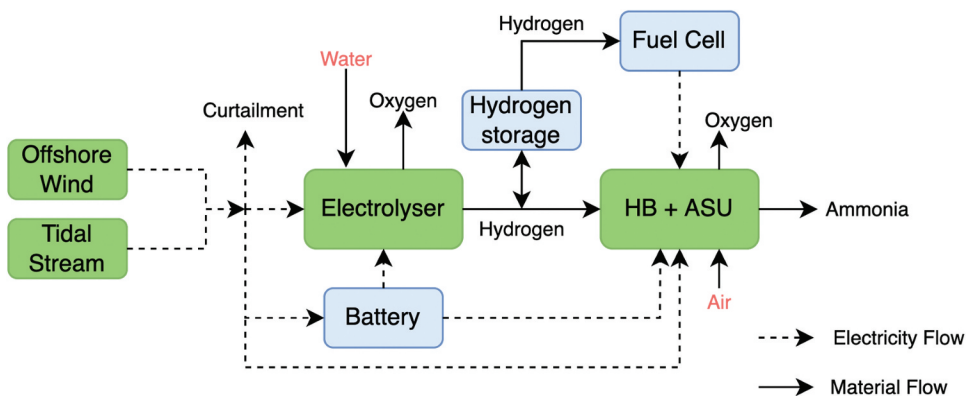 Hydrogen
Fuel Cell
Water
Oxygen
Curtailment
Hydrogen
storage
Oxygen
Offshore
Wind
Electrolyser
HB + ASU
Ammonia
Hydrogen
Tidal
Stream
Battery
Air
Electricity Flow
Material Flow